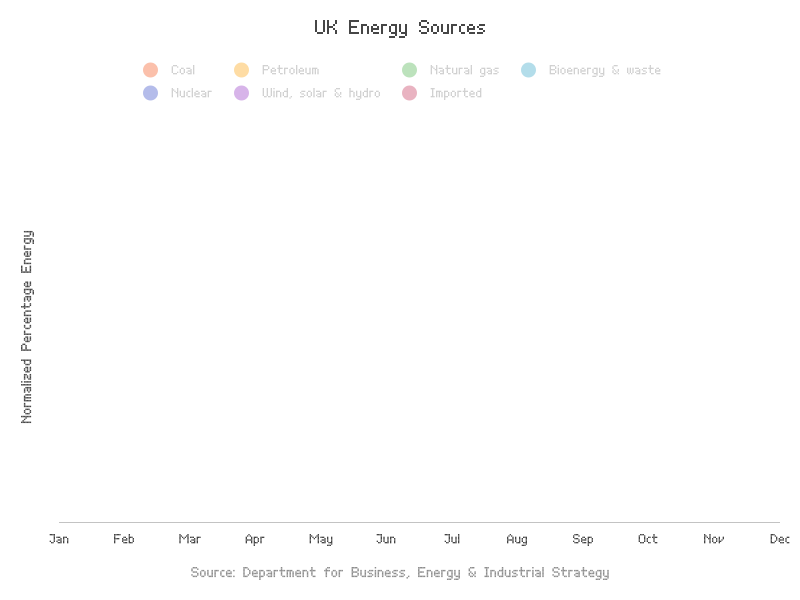 UK Energy Sources
Coal Petroleum Natural gas Bioenergy & waste
Nuclear Wind, solar & hydro Imported
Normalized Percentage Energy
Jan Feb Mar Apr May Jun Jul Aug Sep Oct Nov Dec
Source: Department for Business, Energy & Industrial Strategy